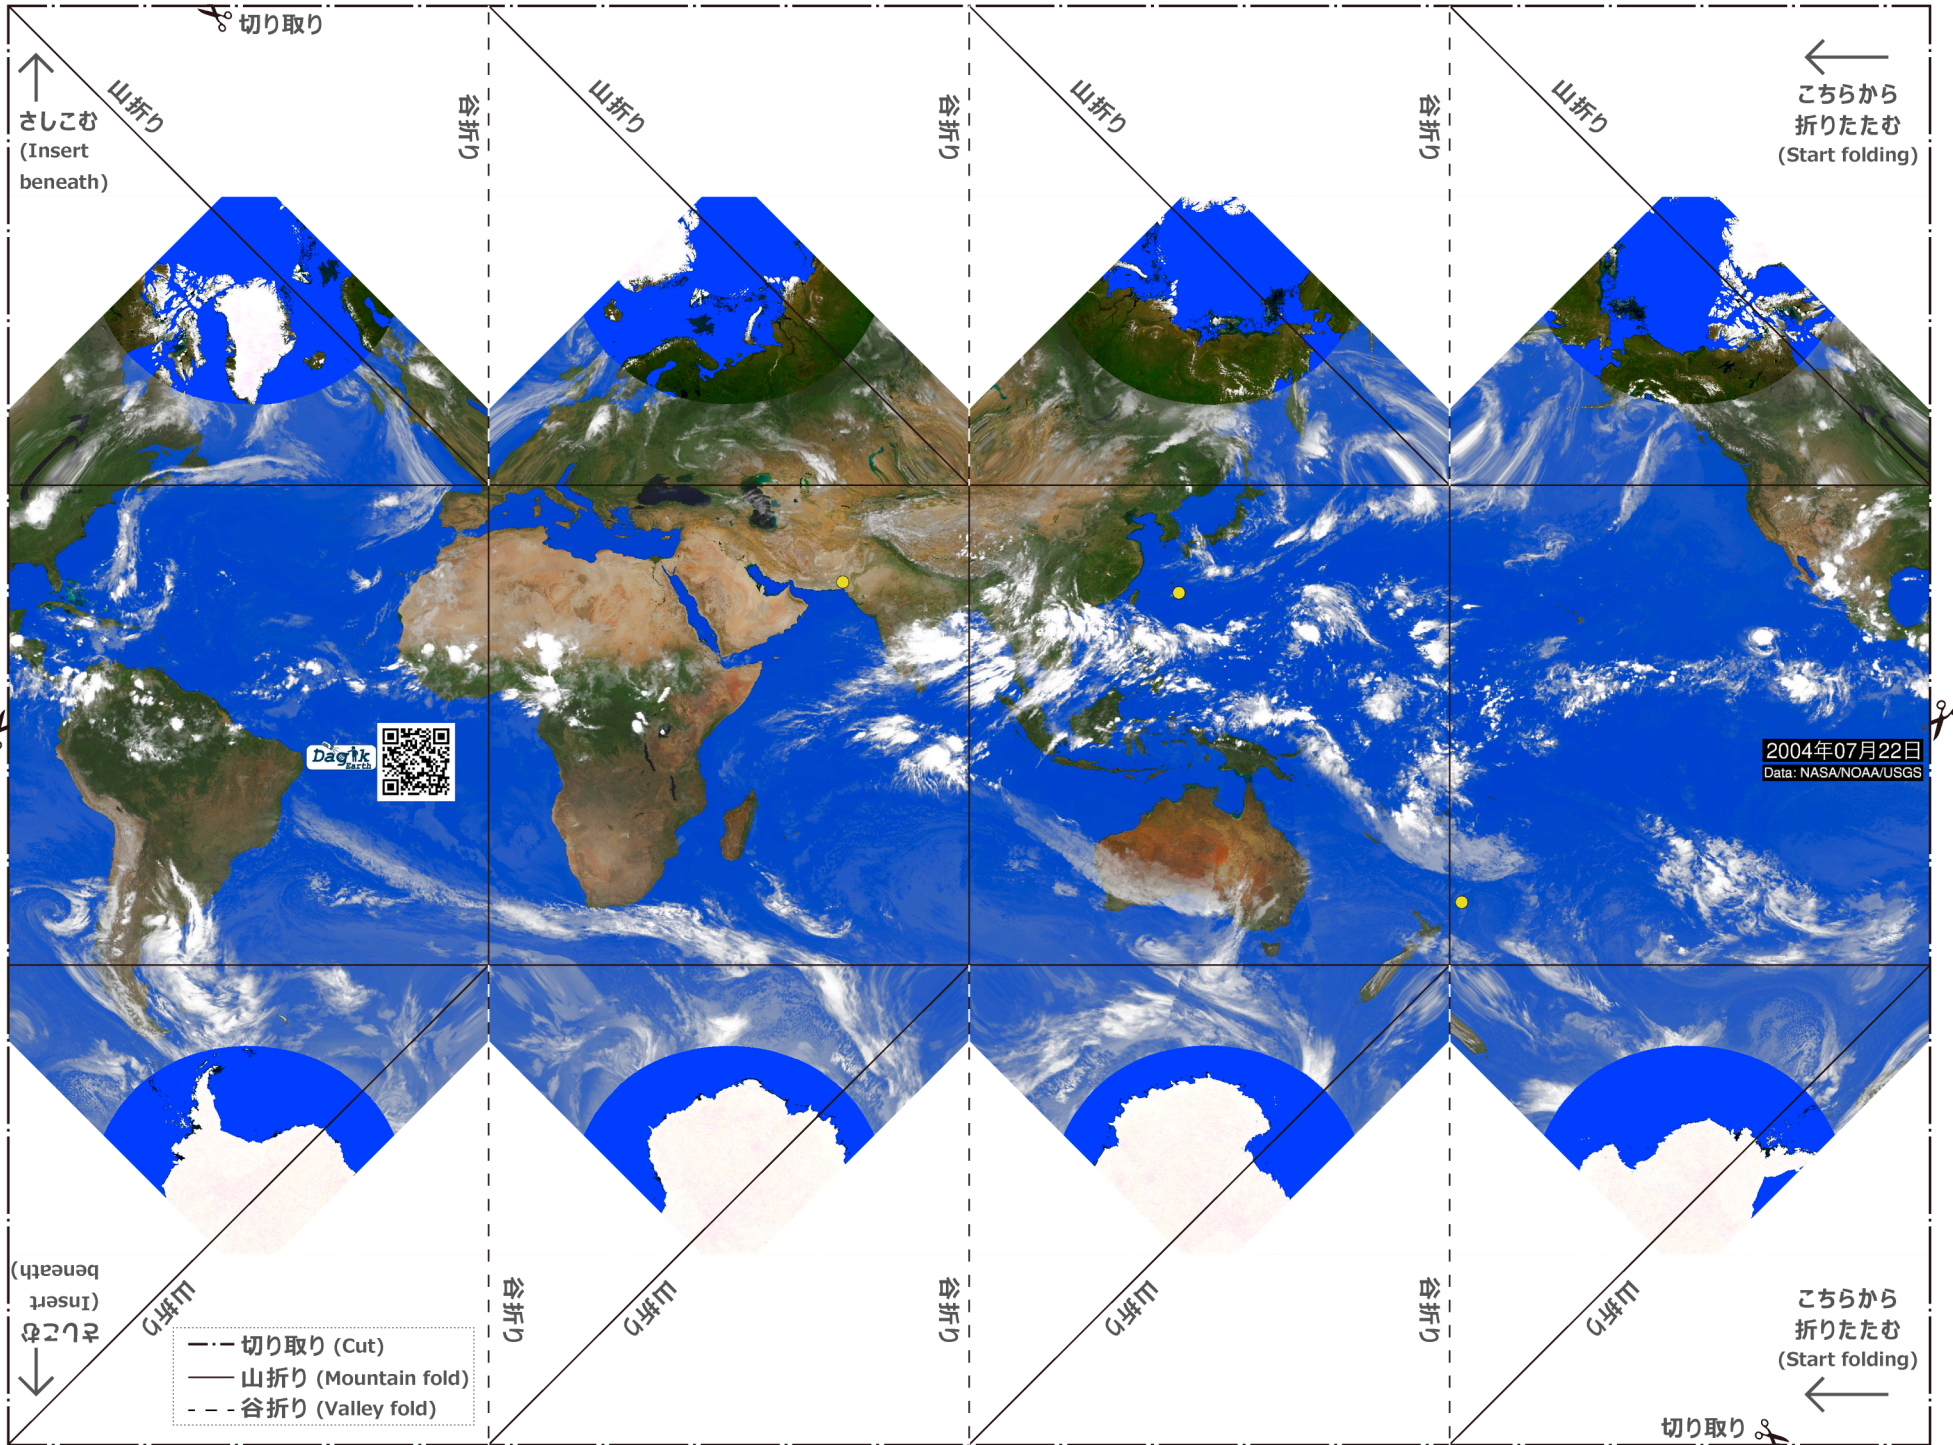 切り取り
さしこむ
(Insert
beneath)
山折り
谷折り
山折り
谷折り
山折り
谷折り
山折り
こちらから
折りたたむ
(Start folding)
Dagik
Earth
2004年07月22日
Data: NASA/NOAA/USGS
さしこむ
(Insert
beneath)
山折り
谷折り
山折り
谷折り
山折り
谷折り
山折り
こちらから
折りたたむ
(Start folding)
切り取り (Cut)
山折り (Mountain fold)
谷折り (Valley fold)
切り取り